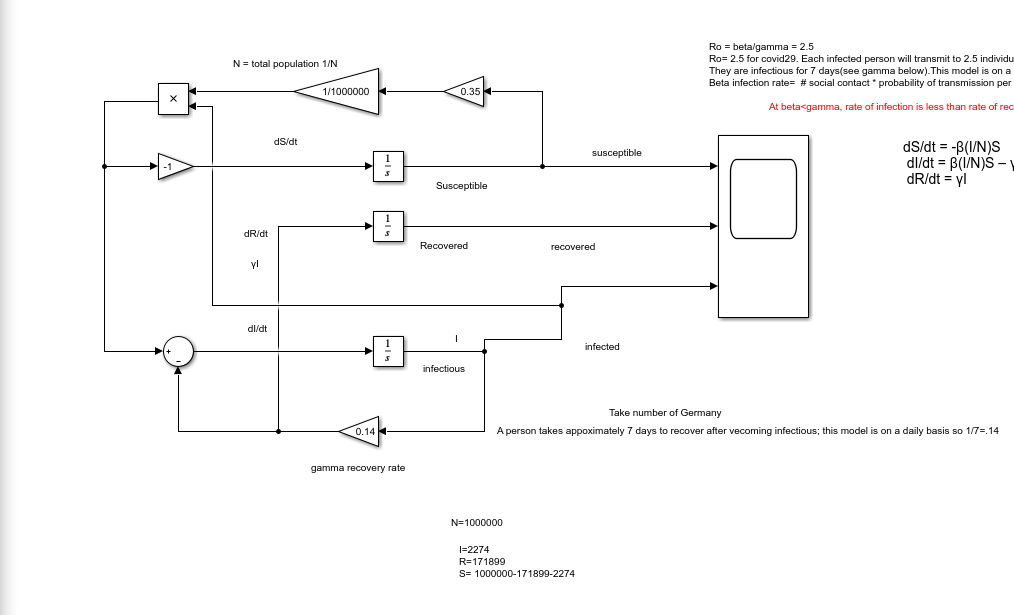 Ro = beta/gamma = 2.5
Ro= 2.5 for covid29. Each infected person will transmit to 2.5 individu
They are infectious for 7 days(see gamma below).This model is on a
Beta infection rate= # social contact * probability of transmission per
At beta<gamma, rate of infection is less than rate of rec
N = total population 1/N
1/1000000
0.35
×
dS/dt
-1
1
s
susceptible
Susceptible
dS/dt = -β(I/N)S
dI/dt = β(I/N)S – γ
dR/dt = γI
dR/dt
1
s
Recovered
recovered
γI
dI/dt
+
−
1
s
I
infectious
infected
Take number of Germany
0.14
A person takes appoximately 7 days to recover after vecoming infectious; this model is on a daily basis so 1/7=.14
gamma recovery rate
N=1000000
I=2274
R=171899
S= 1000000-171899-2274